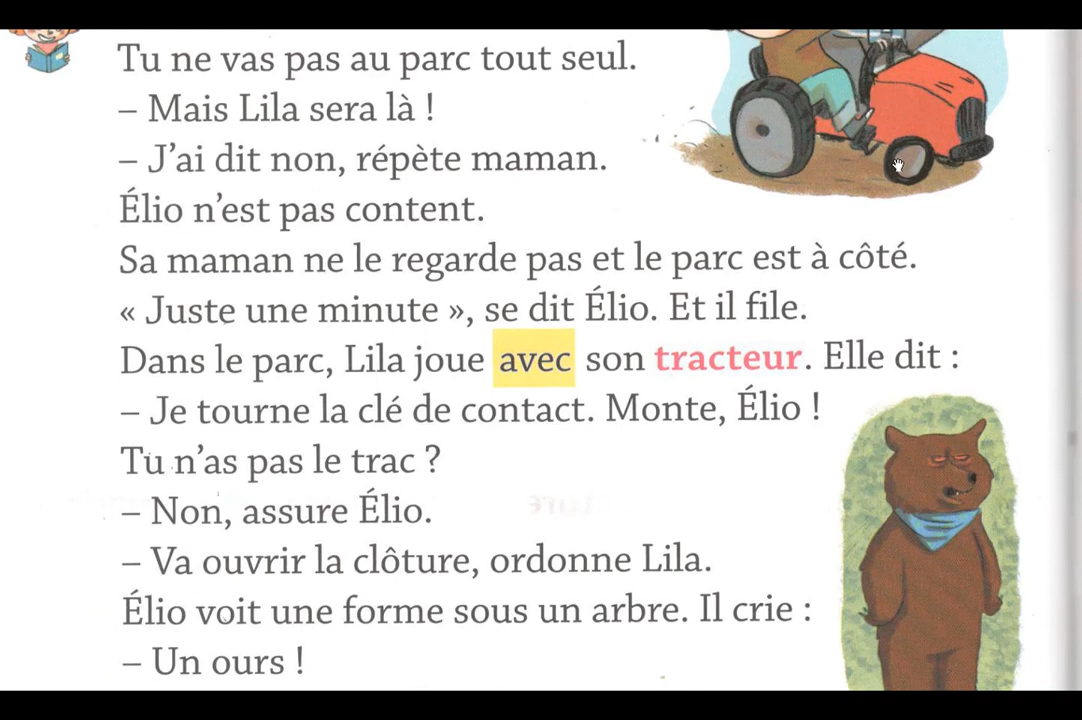 Tu ne vas pas au parc tout seul.
– Mais Lila sera là !
– J'ai dit non, répète maman.
Élio n'est pas content.
Sa maman ne le regarde pas et le parc est à côté.
« Juste une minute », se dit Élio. Et il file.
Dans le parc, Lila joue avec son tracteur. Elle dit :
– Je tourne la clé de contact. Monte, Élio !
Tu n'as pas le trac ?
– Non, assure Élio.
– Va ouvrir la clôture, ordonne Lila.
Élio voit une forme sous un arbre. Il crie :
– Un ours !